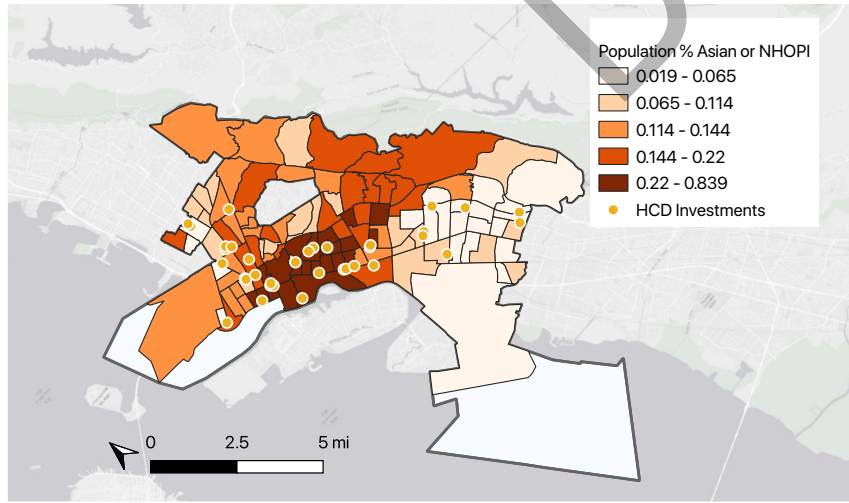 Population % Asian or NHOPI
0.019 - 0.065
0.065 - 0.114
0.114 - 0.144
0.144 - 0.22
0.22 - 0.839
HCD Investments
0 2.5 5 mi